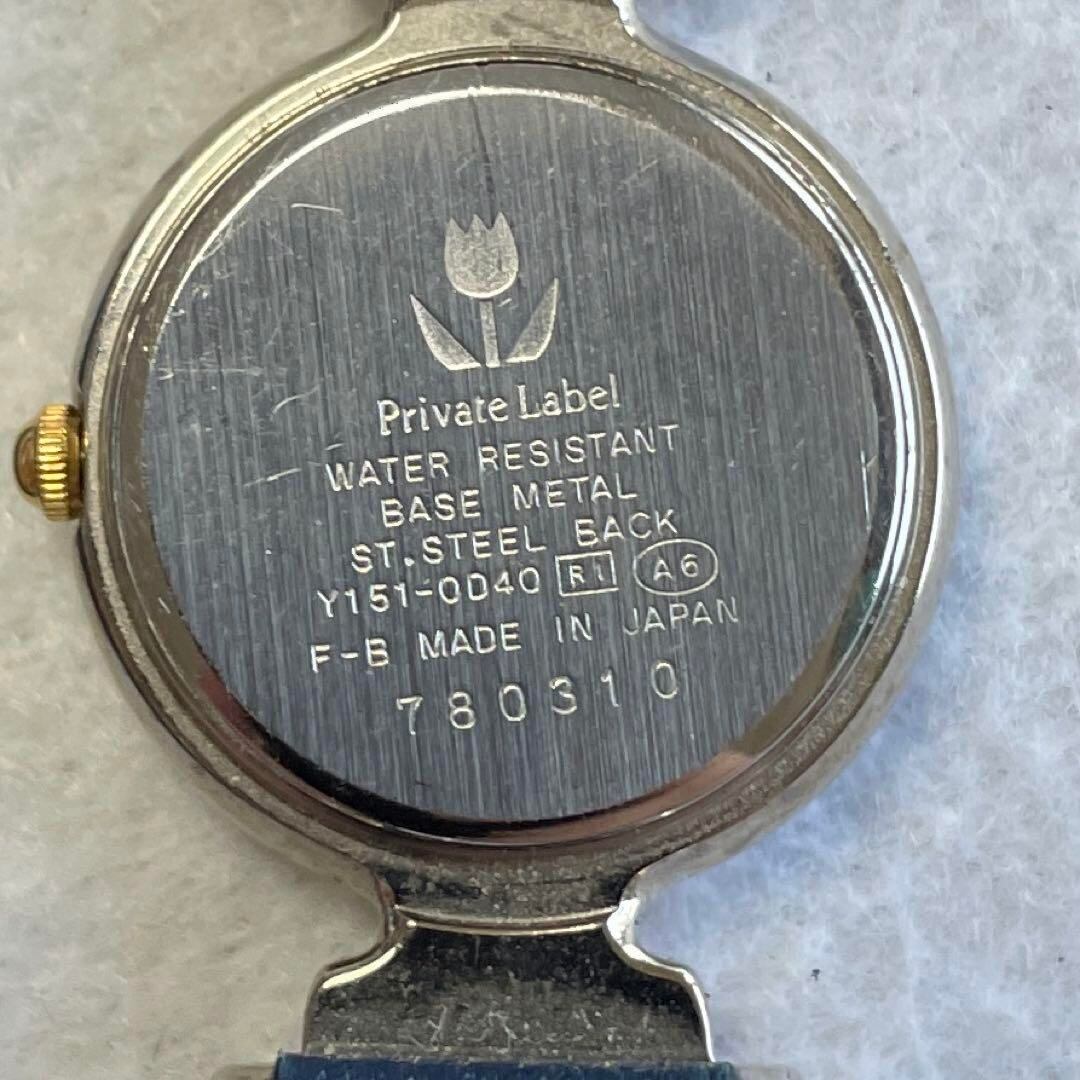 Private Label
WATER RESISTANT
BASE METAL
ST.STEEL BACK
Y151-0D40 R1 A6
F-B MADE IN JAPAN
780310